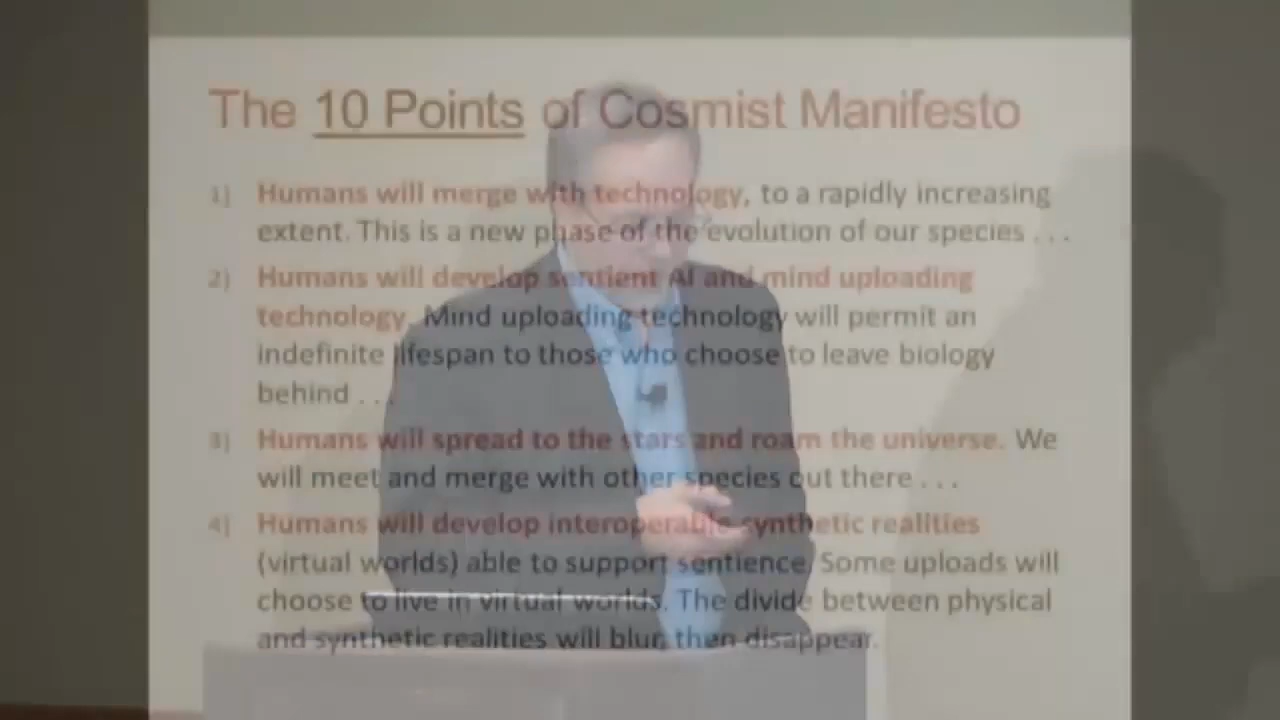 The 10 Points of Cosmist Manifesto
1) Humans will merge with technology, to a rapidly increasing
extent. This is a new phase of the evolution of our species . . .
2) Humans will develop sentient AI and mind uploading
technology. Mind uploading technology will permit an
indefinite lifespan to those who choose to leave biology
behind . . .
3) Humans will spread to the stars and roam the universe. We
will meet and merge with other species out there . . .
4) Humans will develop interoperable synthetic realities
(virtual worlds) able to support sentience. Some uploads will
choose to live in virtual worlds. The divide between physical
and synthetic realities will blur, then disappear.